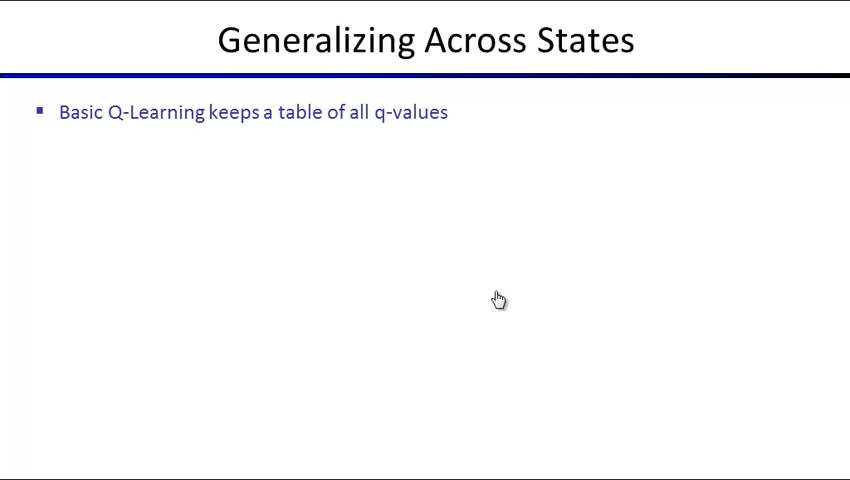 Generalizing Across States
▪ Basic Q-Learning keeps a table of all q-values